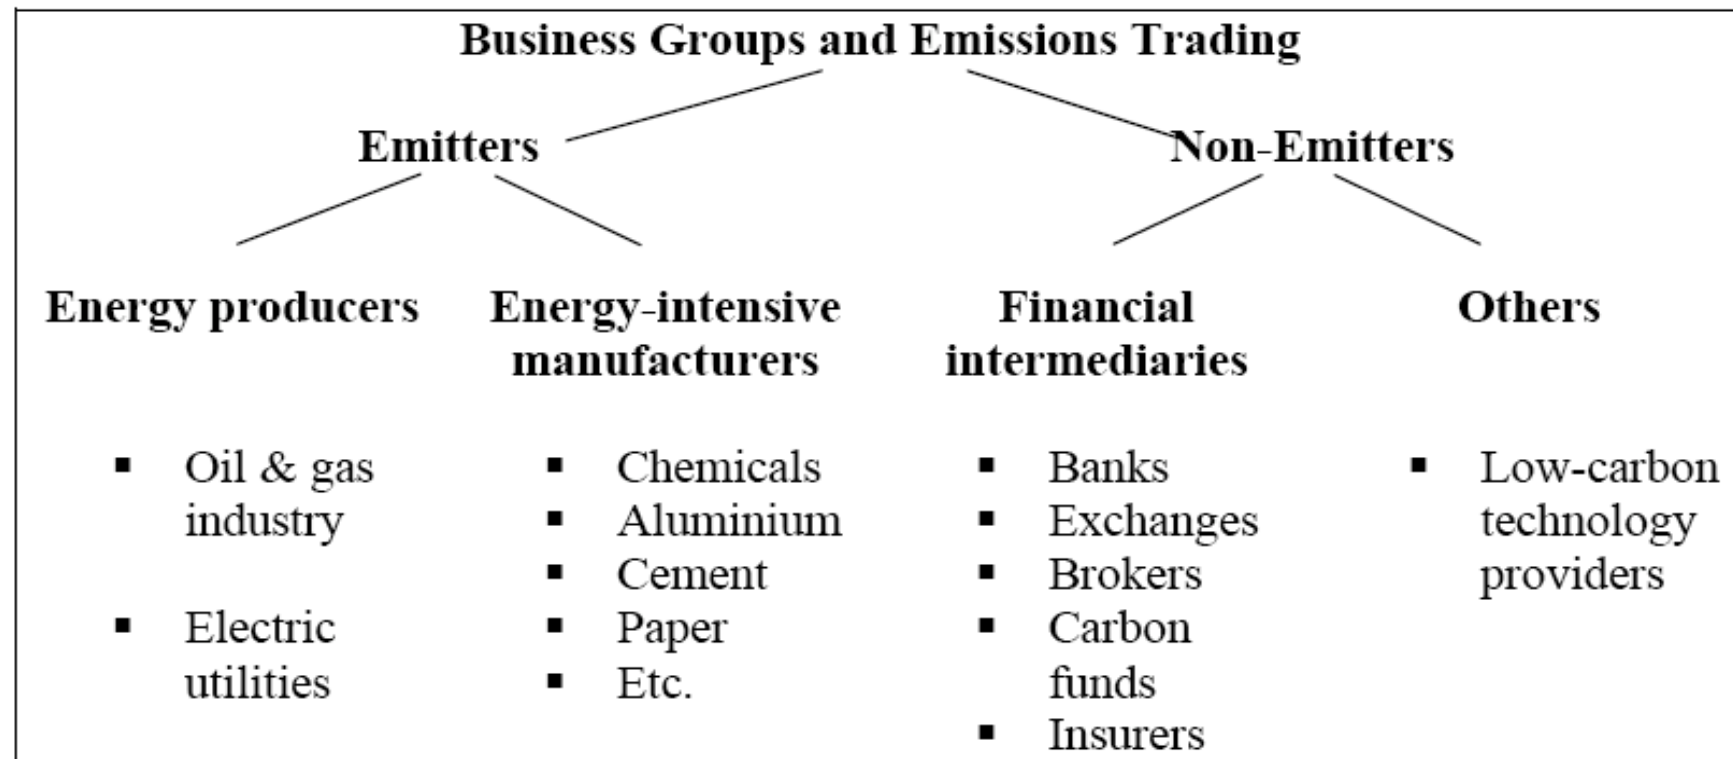 Business Groups and Emissions Trading
Emitters
Non-Emitters
Energy producers
▪ Oil & gas
industry
▪ Electric
utilities
Energy-intensive
manufacturers
▪ Chemicals
▪ Aluminium
▪ Cement
▪ Paper
▪ Etc.
Financial
intermediaries
▪ Banks
▪ Exchanges
▪ Brokers
▪ Carbon
funds
▪ Insurers
Others
▪ Low-carbon
technology
providers